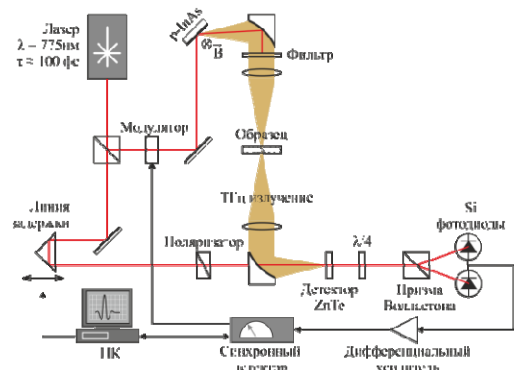 Лазер
λ – 775нм
τ ≈ 100 фс
p-InAs
B
Фильтр
Модулятор
Образец
ТГц излучение
Линия
задержки
Поляризатор
λ/4
Si
фотодиоды
Детектор
ZnTe
Призма
Волластона
ПК
Синхронный
Дифференциальный